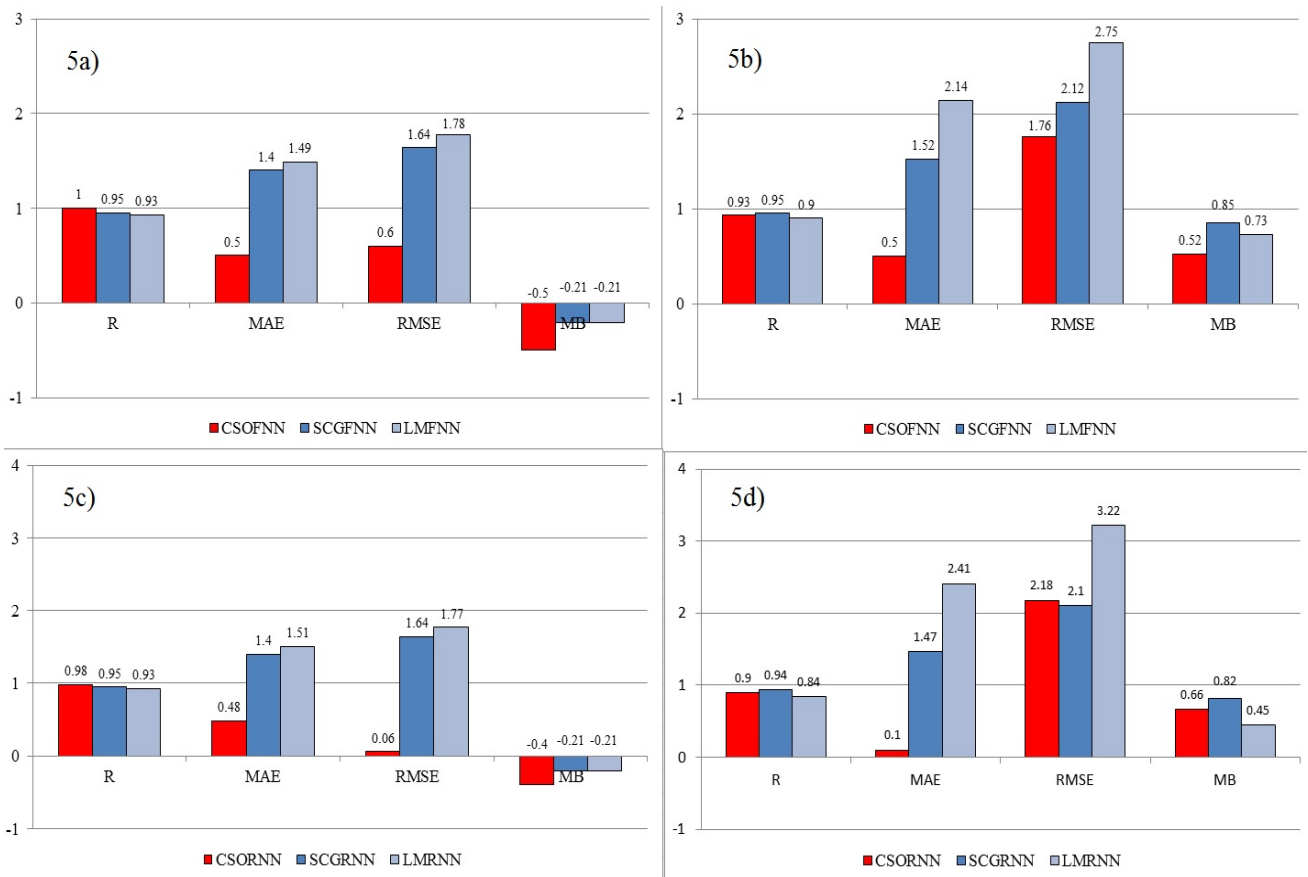 3
5a)
2
1.4 1.49 1.64 1.78
1
1 0.95 0.93
0.5 0.6
0
-0.5 -0.21 -0.21
R MAE RMSE MB
-1
CSOFNN SCGFNN LMFNN
3
5b)
2.75
2.14 2.12
2
1.76
1.52
1
0.93 0.95 0.9
0.5
0.52 0.85 0.73
0
R MAE RMSE MB
-1
CSOFNN SCGFNN LMFNN
4
5c)
3
2
1.4 1.51 1.64 1.77
1
0.98 0.95 0.93
0.48 0.06
0
-0.4 -0.21 -0.21
R MAE RMSE MB
-1
CSORNN SCGRNN LMRNN
4
5d)
3.22
3
2.41
2.18 2.1
2
1.47
1
0.9 0.94 0.84
0.1
0.66 0.82 0.45
0
R MAE RMSE MB
-1
CSORNN SCGRNN LMRNN